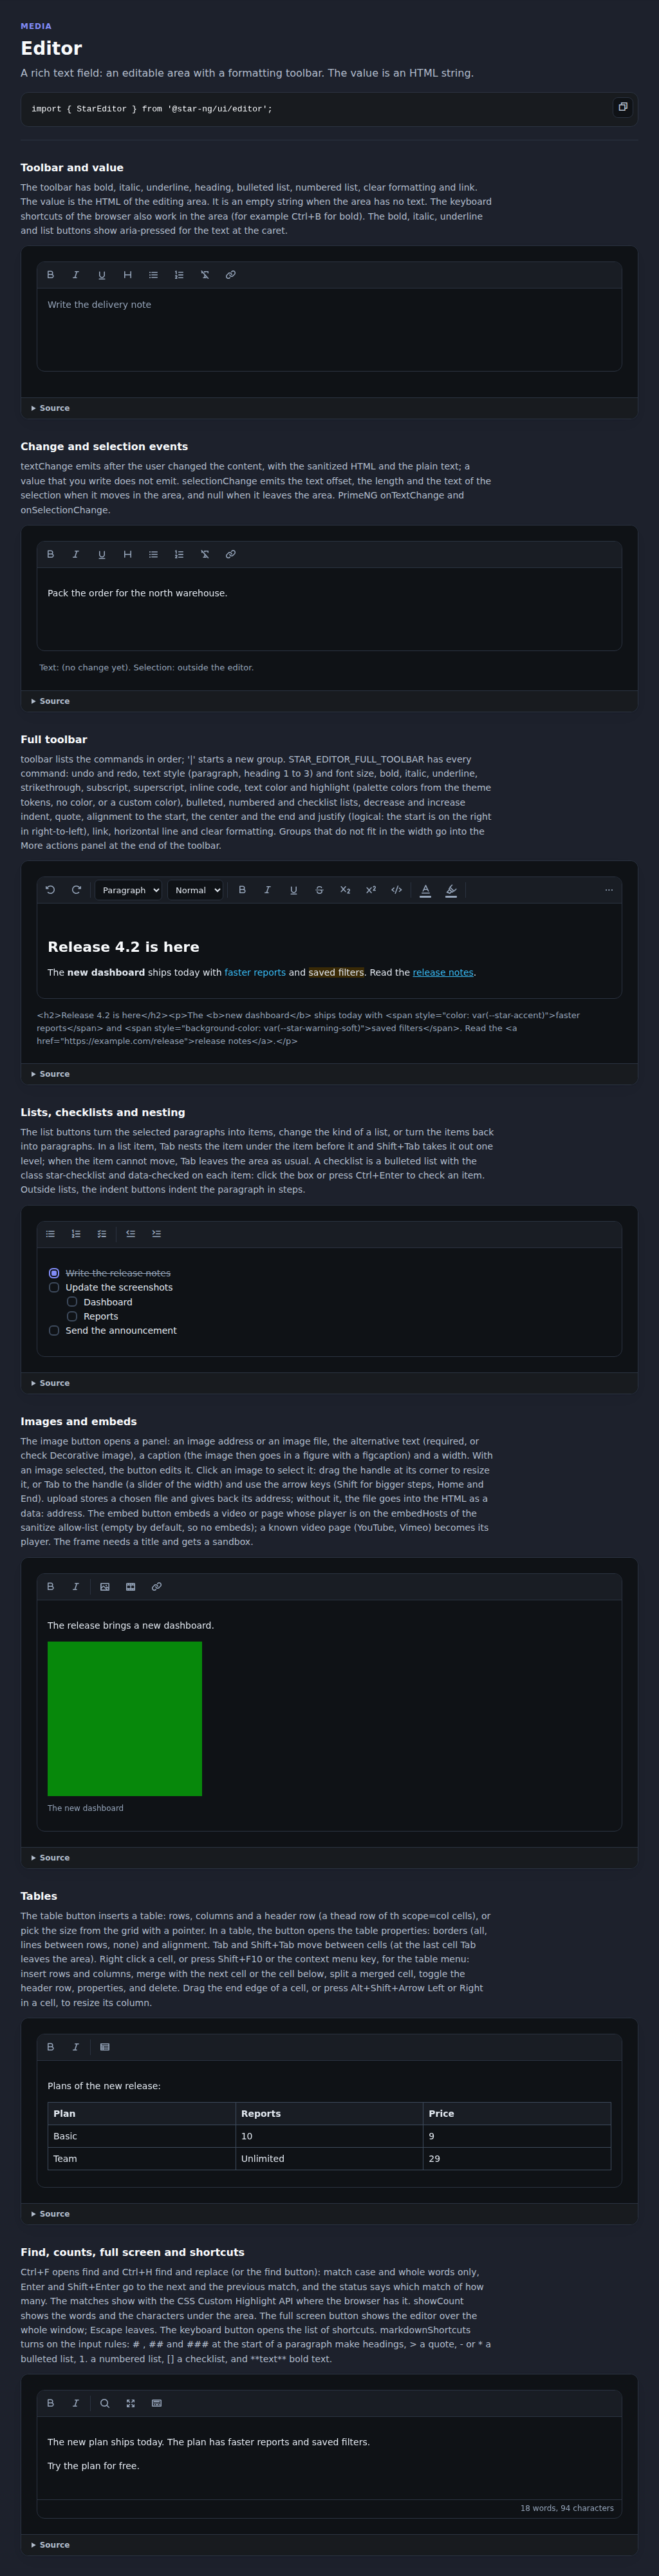 MEDIA
Editor
A rich text field: an editable area with a formatting toolbar. The value is an HTML string.
import { StarEditor } from '@star-ng/ui/editor';
Toolbar and value
The toolbar has bold, italic, underline, heading, bulleted list, numbered list, clear formatting and link.
The value is the HTML of the editing area. It is an empty string when the area has no text. The keyboard
shortcuts of the browser also work in the area (for example Ctrl+B for bold). The bold, italic, underline
and list buttons show aria-pressed for the text at the caret.
Write the delivery note
Source
Change and selection events
textChange emits after the user changed the content, with the sanitized HTML and the plain text; a
value that you write does not emit. selectionChange emits the text offset, the length and the text of the
selection when it moves in the area, and null when it leaves the area. PrimeNG onTextChange and
onSelectionChange.
Pack the order for the north warehouse.
Text: (no change yet). Selection: outside the editor.
Source
Full toolbar
toolbar lists the commands in order; '|' starts a new group. STAR_EDITOR_FULL_TOOLBAR has every
command: undo and redo, text style (paragraph, heading 1 to 3) and font size, bold, italic, underline,
strikethrough, subscript, superscript, inline code, text color and highlight (palette colors from the theme
tokens, no color, or a custom color), bulleted, numbered and checklist lists, decrease and increase
indent, quote, alignment to the start, the center and the end and justify (logical: the start is on the right
in right-to-left), link, horizontal line and clear formatting. Groups that do not fit in the width go into the
More actions panel at the end of the toolbar.
Paragraph Normal
Release 4.2 is here
The new dashboard ships today with faster reports and saved filters. Read the release notes.
<h2>Release 4.2 is here</h2><p>The <b>new dashboard</b> ships today with <span style="color: var(--star-accent)">faster
reports</span> and <span style="background-color: var(--star-warning-soft)">saved filters</span>. Read the <a
href="https://example.com/release">release notes</a>.</p>
Source
Lists, checklists and nesting
The list buttons turn the selected paragraphs into items, change the kind of a list, or turn the items back
into paragraphs. In a list item, Tab nests the item under the item before it and Shift+Tab takes it out one
level; when the item cannot move, Tab leaves the area as usual. A checklist is a bulleted list with the
class star-checklist and data-checked on each item: click the box or press Ctrl+Enter to check an item.
Outside lists, the indent buttons indent the paragraph in steps.
Write the release notes
Update the screenshots
Dashboard
Reports
Send the announcement
Source
Images and embeds
The image button opens a panel: an image address or an image file, the alternative text (required, or
check Decorative image), a caption (the image then goes in a figure with a figcaption) and a width. With
an image selected, the button edits it. Click an image to select it: drag the handle at its corner to resize
it, or Tab to the handle (a slider of the width) and use the arrow keys (Shift for bigger steps, Home and
End). upload stores a chosen file and gives back its address; without it, the file goes into the HTML as a
data: address. The embed button embeds a video or page whose player is on the embedHosts of the
sanitize allow-list (empty by default, so no embeds); a known video page (YouTube, Vimeo) becomes its
player. The frame needs a title and gets a sandbox.
The release brings a new dashboard.
The new dashboard
Source
Tables
The table button inserts a table: rows, columns and a header row (a thead row of th scope=col cells), or
pick the size from the grid with a pointer. In a table, the button opens the table properties: borders (all,
lines between rows, none) and alignment. Tab and Shift+Tab move between cells (at the last cell Tab
leaves the area). Right click a cell, or press Shift+F10 or the context menu key, for the table menu:
insert rows and columns, merge with the next cell or the cell below, split a merged cell, toggle the
header row, properties, and delete. Drag the end edge of a cell, or press Alt+Shift+Arrow Left or Right
in a cell, to resize its column.
Plans of the new release:
Plan Reports Price
Basic 10 9
Team Unlimited 29
Source
Find, counts, full screen and shortcuts
Ctrl+F opens find and Ctrl+H find and replace (or the find button): match case and whole words only,
Enter and Shift+Enter go to the next and the previous match, and the status says which match of how
many. The matches show with the CSS Custom Highlight API where the browser has it. showCount
shows the words and the characters under the area. The full screen button shows the editor over the
whole window; Escape leaves. The keyboard button opens the list of shortcuts. markdownShortcuts
turns on the input rules: # , ## and ### at the start of a paragraph make headings, > a quote, - or * a
bulleted list, 1. a numbered list, [] a checklist, and **text** bold text.
The new plan ships today. The plan has faster reports and saved filters.
Try the plan for free.
18 words, 94 characters
Source